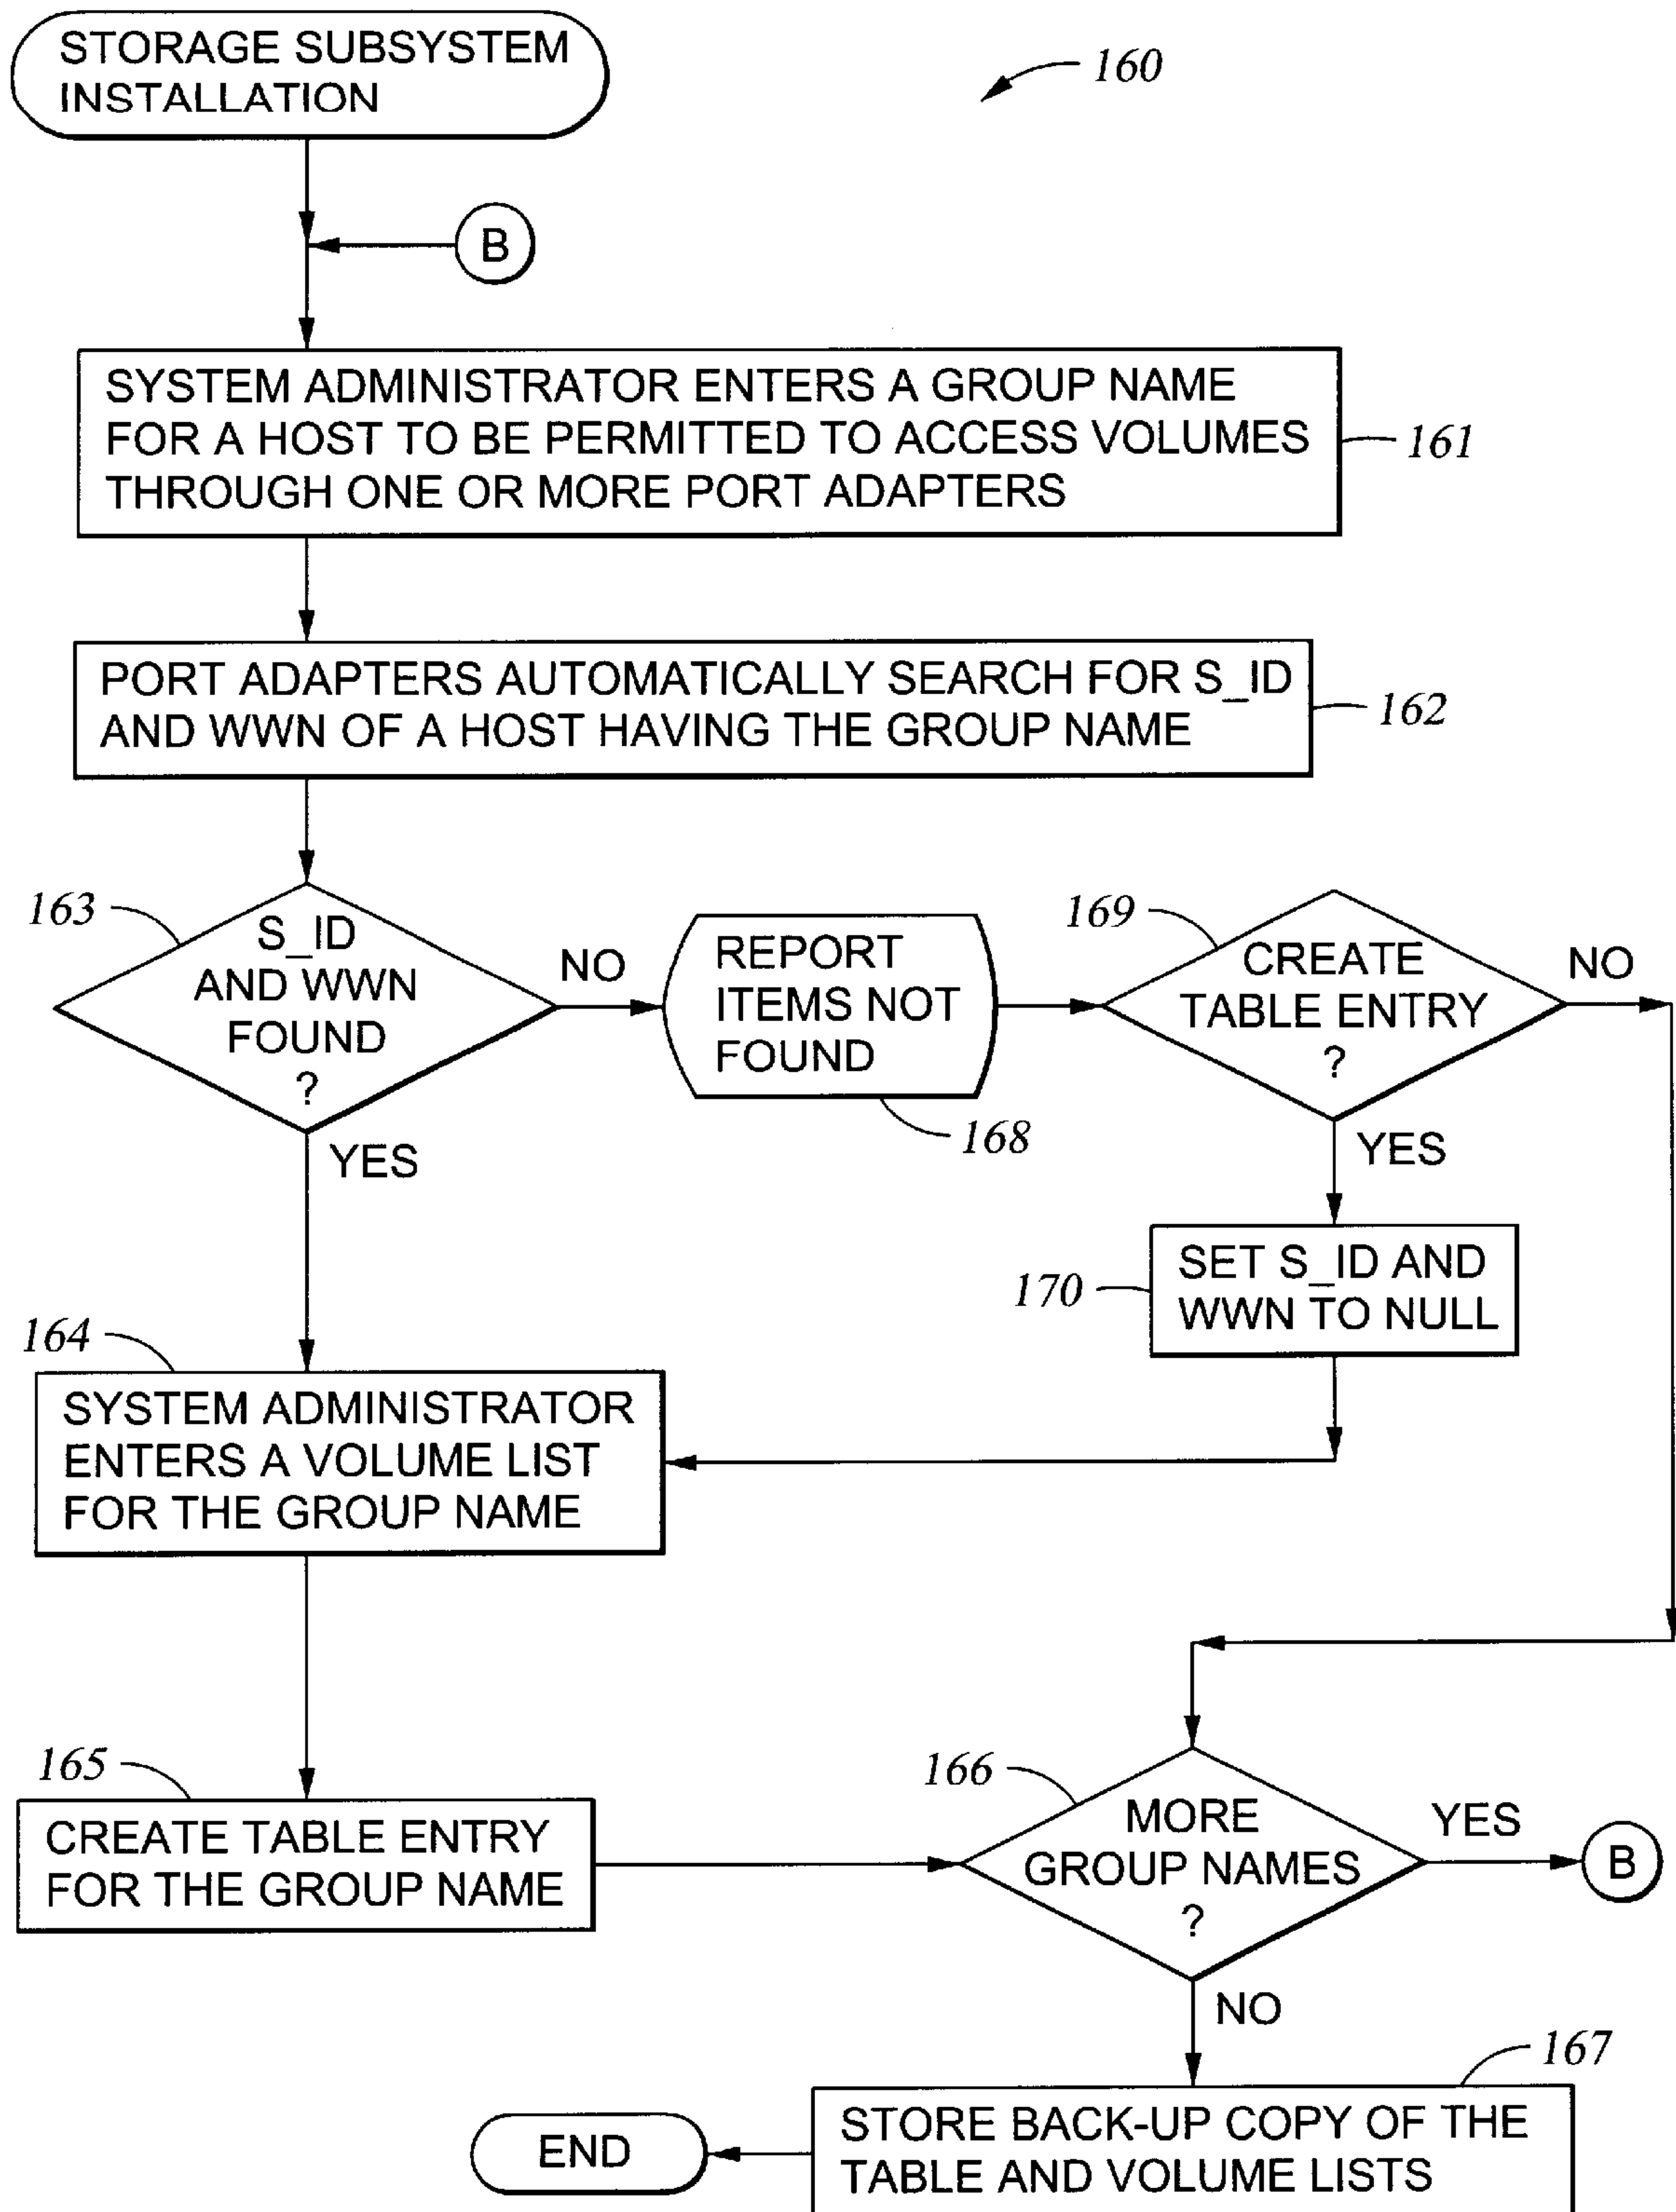 STORAGE SUBSYSTEM
INSTALLATION
160
B
SYSTEM ADMINISTRATOR ENTERS A GROUP NAME
FOR A HOST TO BE PERMITTED TO ACCESS VOLUMES
THROUGH ONE OR MORE PORT ADAPTERS
161
PORT ADAPTERS AUTOMATICALLY SEARCH FOR S_ID
AND WWN OF A HOST HAVING THE GROUP NAME
162
163
S_ID
AND WWN
FOUND
?
NO
YES
REPORT
ITEMS NOT
FOUND
168
169
CREATE
TABLE ENTRY
?
NO
YES
170
SET S_ID AND
WWN TO NULL
164
SYSTEM ADMINISTRATOR
ENTERS A VOLUME LIST
FOR THE GROUP NAME
165
CREATE TABLE ENTRY
FOR THE GROUP NAME
166
MORE
GROUP NAMES
?
YES
B
NO
167
STORE BACK-UP COPY OF THE
TABLE AND VOLUME LISTS
END